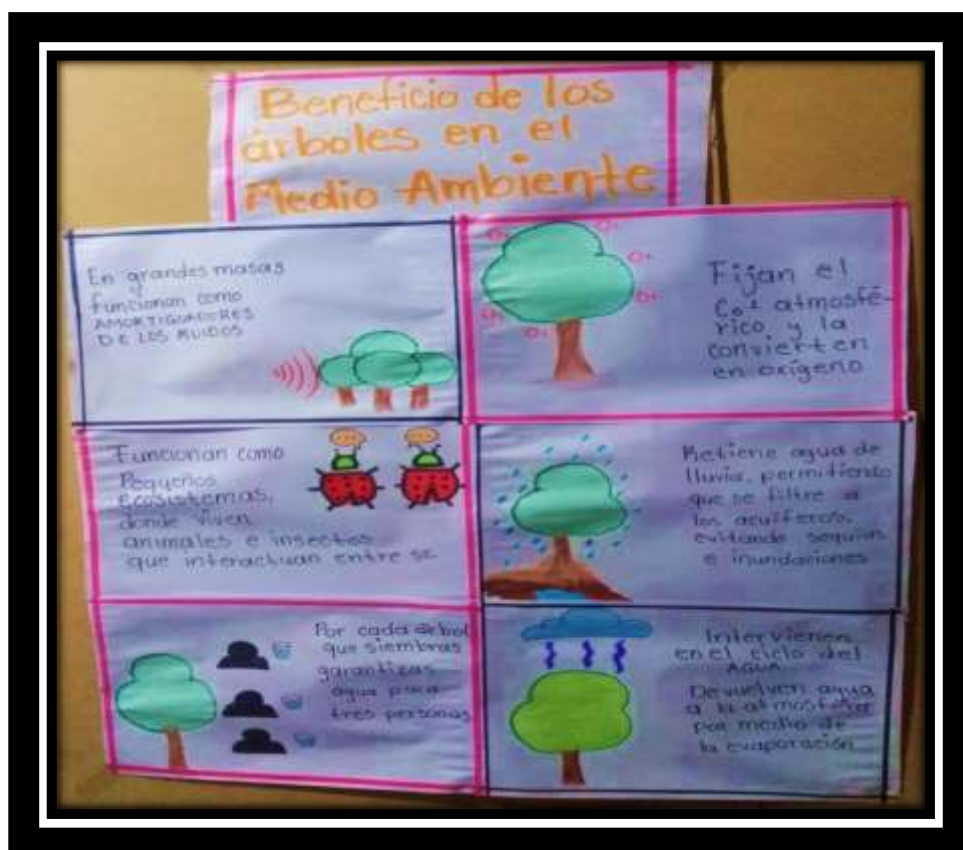 Beneficio de los
árboles en el
Medio Ambiente
En grandes masas
funcionan como
AMORTIGUADORES
DE LOS RUIDOS
Fijan el
Co² atmosfé-
rico, y la
convierten
en oxígeno
Funcionan como
Pequeños
ecosistemas,
donde viven
animales e insectos
que interactuan entre se
Retiene agua de
lluvia, permitiendo
que se filtre a
los acuíferos,
evitando sequias
e inundaciones
Por cada árbol
que siembras
garantizas
agua para
tres personas
Intervienen
en el ciclo del
AGUA
Devuelven agua
a la atmosfera
por medio de
la evaporación